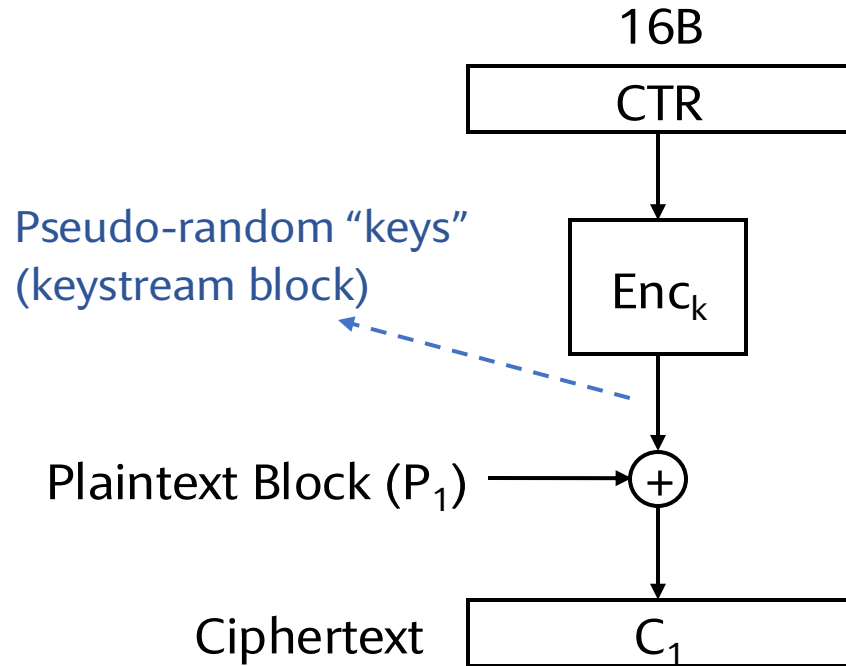 16B
CTR
Pseudo-random “keys”
(keystream block)
Enck
Plaintext Block (P1)
+
Ciphertext
C1